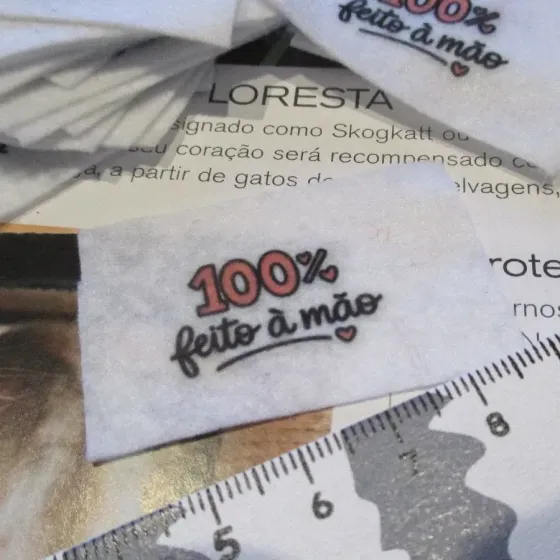 100%
feito à mão
LORESTA
signado como Skogkatt ou
seu coração será recompensado
a, a partir de gatos
elvagens,
100%
feito à mão
rote
rnos
5 6 7 8